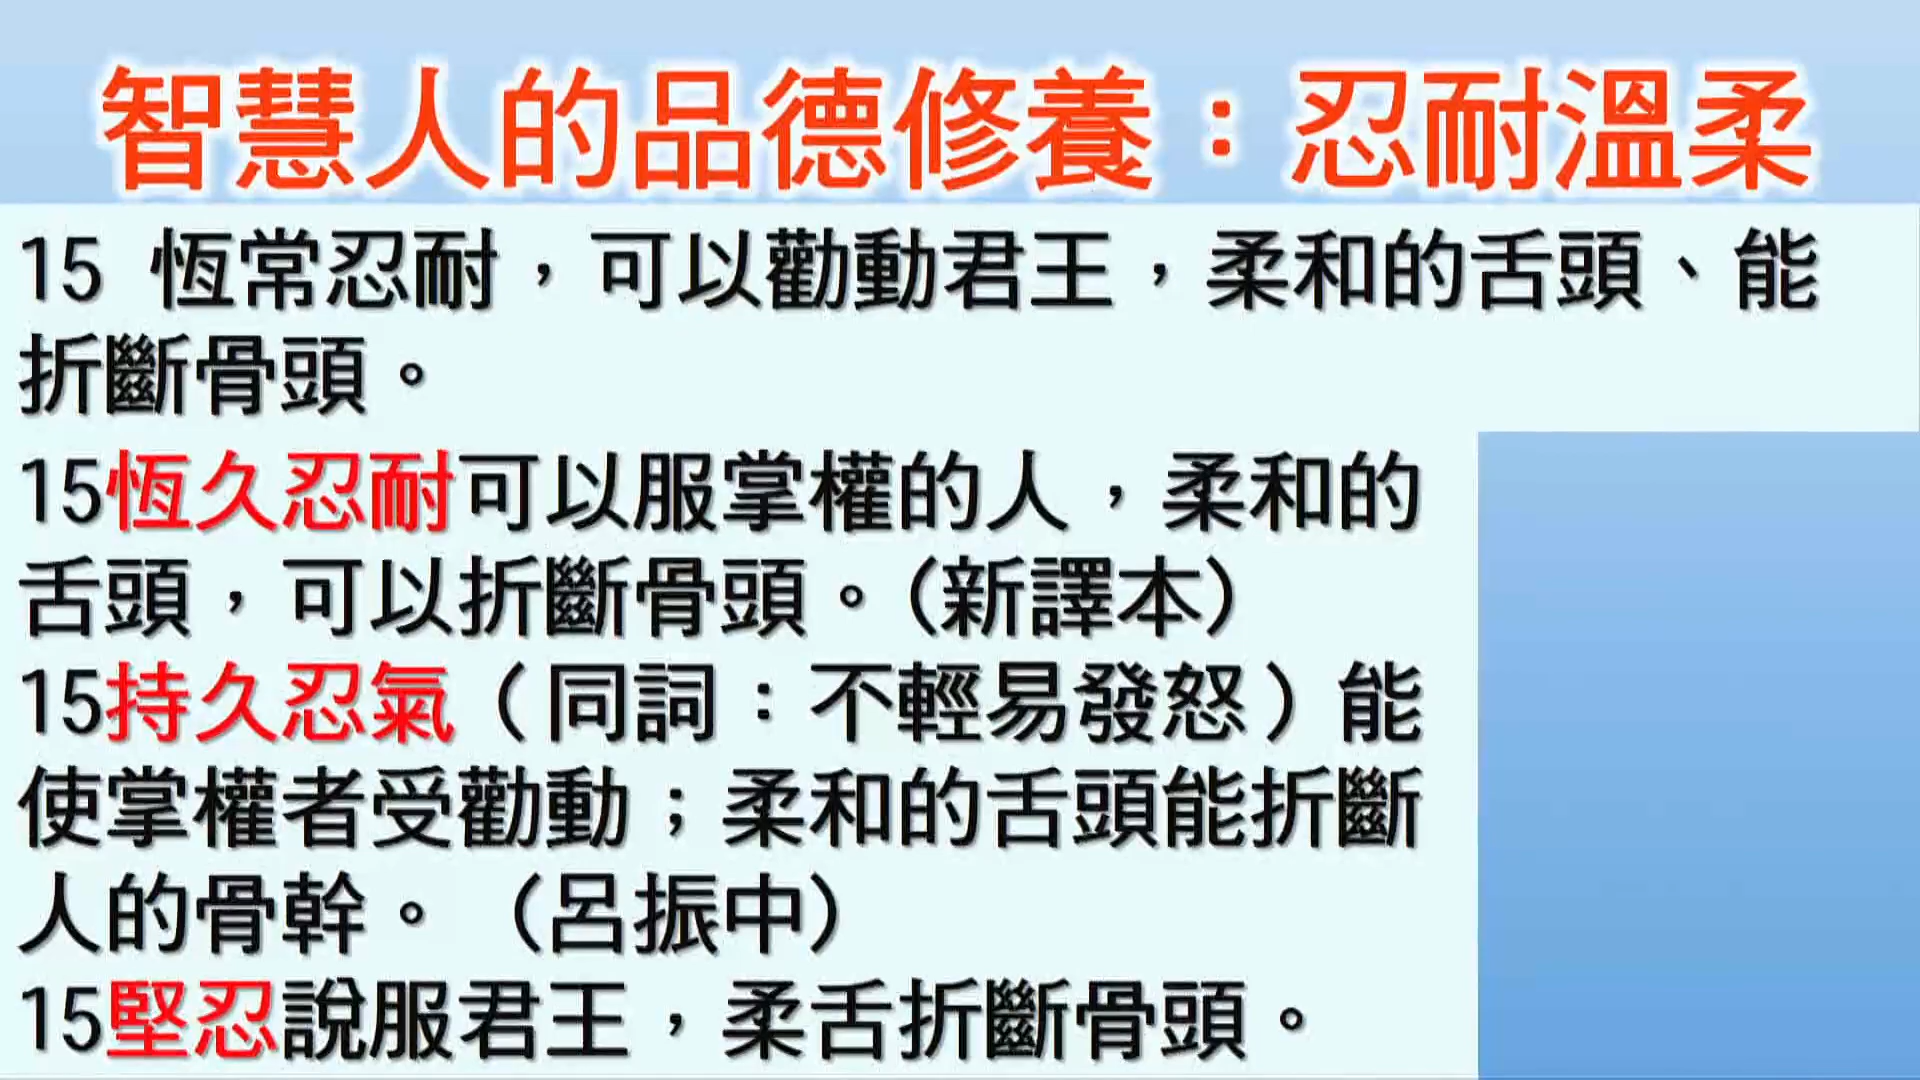 智慧人的品德修養：忍耐溫柔
15 恆常忍耐，可以勸動君王，柔和的舌頭、能
折斷骨頭。
15恆久忍耐可以服掌權的人，柔和的
舌頭，可以折斷骨頭。(新譯本)
15持久忍氣（同詞：不輕易發怒）能
使掌權者受勸動；柔和的舌頭能折斷
人的骨幹。 (呂振中)
15堅忍說服君王，柔舌折斷骨頭。